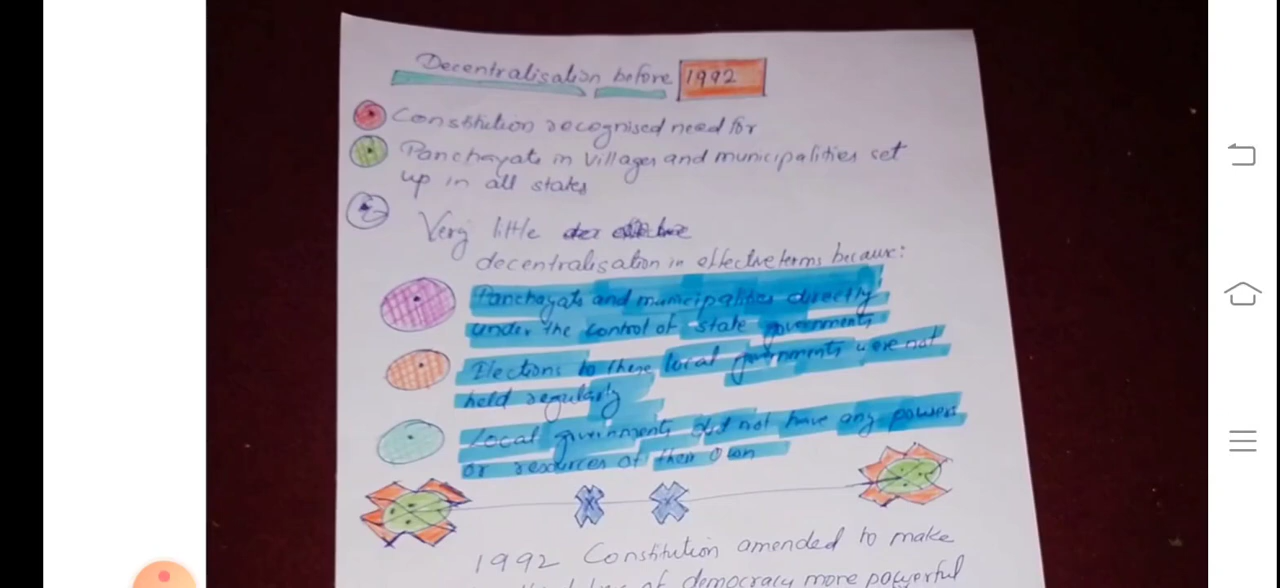 Decentralisation before 1992
Constitution recognised need for
Panchayats in Villages and municipalities set
up in all states
Very little
decentralisation in effective terms because:
Panchayats and municipalities directly
under the control of state governments
Elections to these local governments were not
held regularly
Local governments did not have any powers
or resources of their own
1992 Constitution amended to make
of democracy more powerful